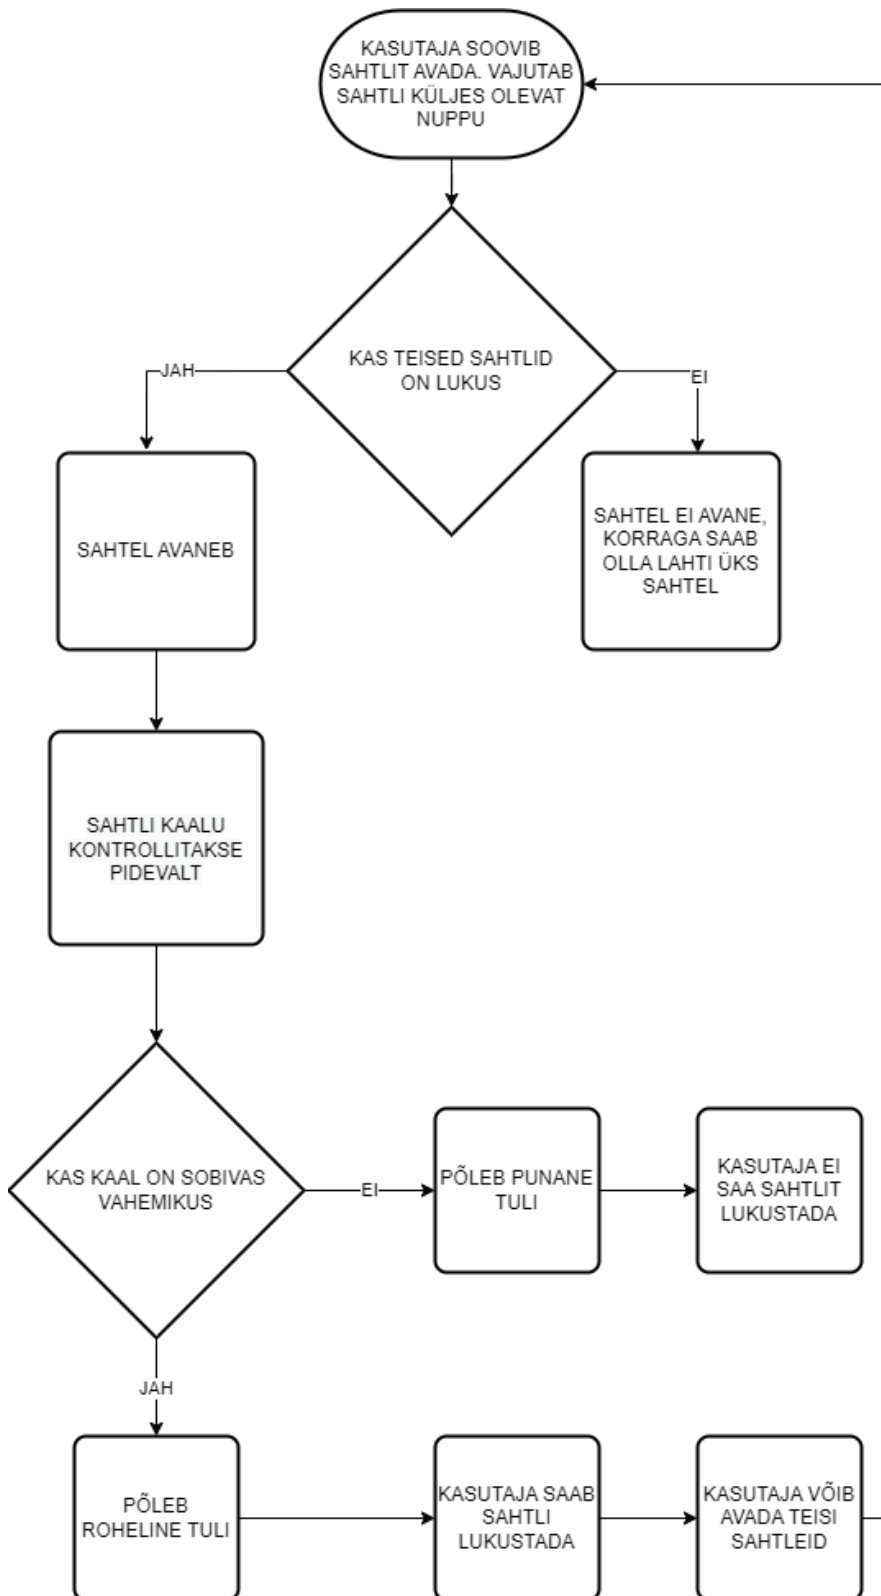 KASUTAJA SOOVIB
SAHTLIT AVADA. VAJUTAB
SAHTLI KÜLJES OLEVAT
NUPPU
KAS TEISED SAHTLID
ON LUKUS
JAH
EI
SAHTEL AVANEB
SAHTEL EI AVANE,
KORRAGA SAAB
OLLA LAHTI ÜKS
SAHTEL
SAHTLI KAALU
KONTROLLITAKSE
PIDEVALT
KAS KAAL ON SOBIVAS
VAHEMIKUS
EI
PÕLEB PUNANE
TULI
KASUTAJA EI
SAA SAHTLIT
LUKUSTADA
JAH
PÕLEB
ROHELINE TULI
KASUTAJA SAAB
SAHTLI
LUKUSTADA
KASUTAJA VÕIB
AVADA TEISI
SAHTLEID